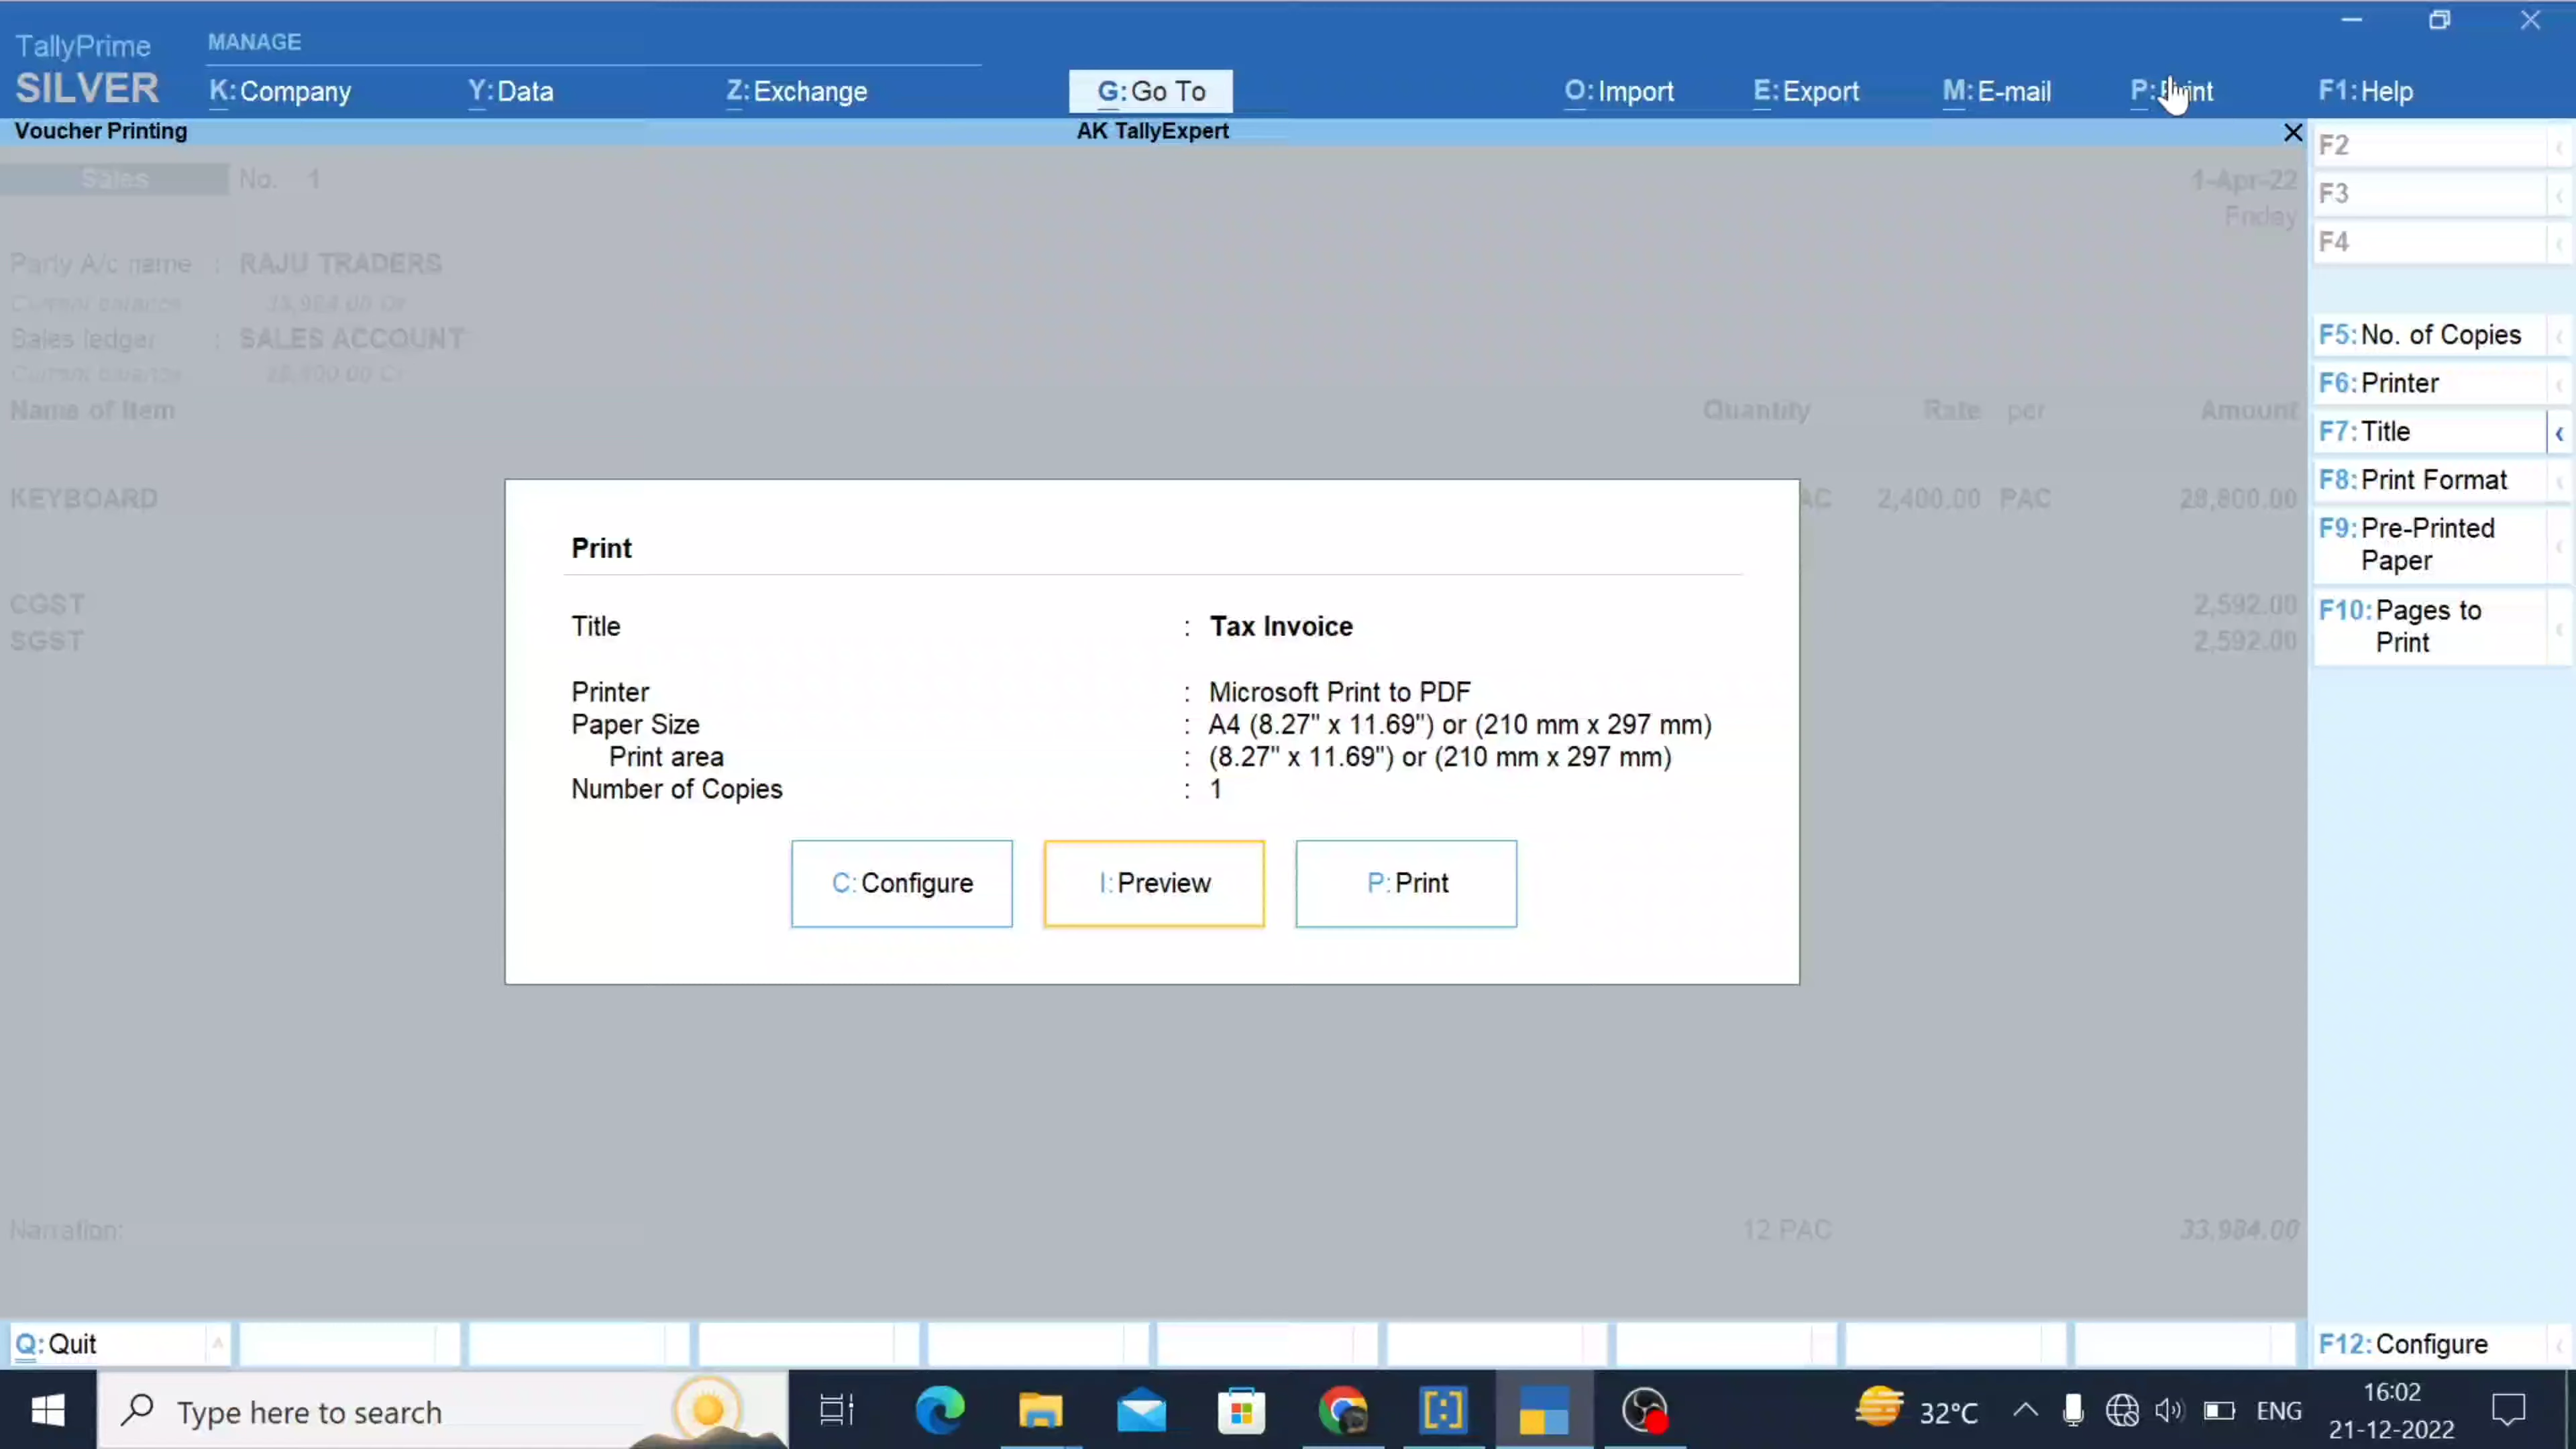 TallyPrime
SILVER
MANAGE
K: Company
Y: Data
Z: Exchange
G: Go To
O: Import
E: Export
M: E-mail
P: Print
F1: Help
Voucher Printing
AK TallyExpert
Sales No. 1
1-Apr-22
Friday
Party A/c name : RAJU TRADERS
Current balance
Sales ledger : SALES ACCOUNT
Current balance
Name of Item Quantity Rate per Amount
KEYBOARD 2,400.00 PAC 28,800.00
CGST 2,592.00
SGST 2,592.00
Print
Title : Tax Invoice
Printer : Microsoft Print to PDF
Paper Size : A4 (8.27" x 11.69") or (210 mm x 297 mm)
Print area : (8.27" x 11.69") or (210 mm x 297 mm)
Number of Copies : 1
C: Configure
I: Preview
P: Print
Narration: 12 PAC 33,984.00
F2
F3
F4
F5: No. of Copies
F6: Printer
F7: Title
F8: Print Format
F9: Pre-Printed
Paper
F10: Pages to
Print
Q: Quit
F12: Configure
Type here to search
32°C
ENG
16:02
21-12-2022